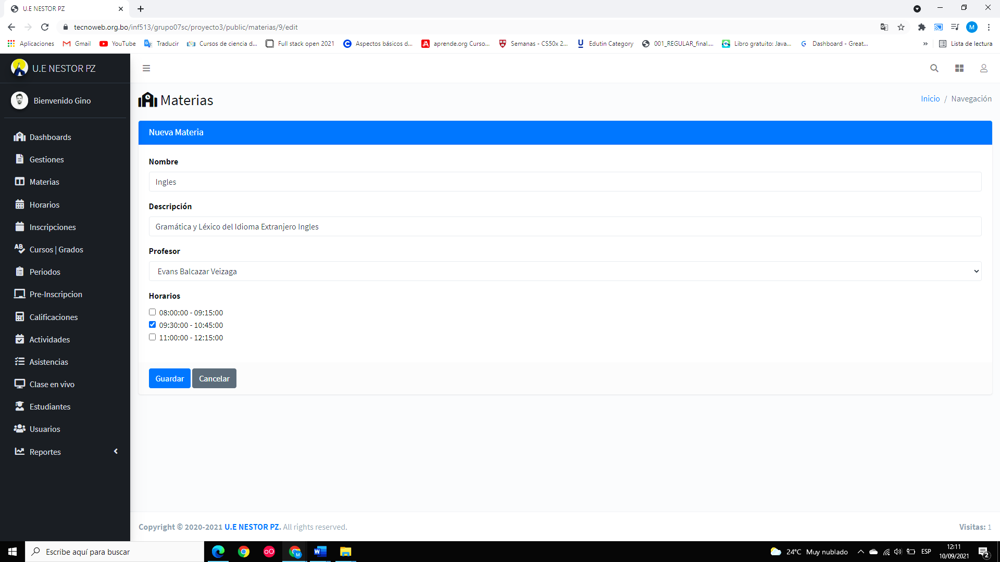 U.E NESTOR PZ
tecnoweb.org.bo/inf513/grupo07sc/proyecto3/public/materias/9/edit
M
Aplicaciones
Gmail
YouTube
Traducir
Cursos de ciencia d...
Full stack open 2021
Aspectos básicos d...
aprende.org Curso...
Semanas - CS50x 2...
Edutin Category
001_REGULAR_final....
Libro gratuito: Java...
Dashboard - Great...
»
Lista de lectura
U.E NESTOR PZ
Bienvenido Gino
Dashboards
Gestiones
Materias
Horarios
Inscripciones
Cursos | Grados
Periodos
Pre-Inscripcion
Calificaciones
Actividades
Asistencias
Clase en vivo
Estudiantes
Usuarios
Reportes
Materias
Inicio / Navegación
Nueva Materia
Nombre
Ingles
Descripción
Gramática y Léxico del Idioma Extranjero Ingles
Profesor
Evans Balcazar Veizaga
Horarios
08:00:00 - 09:15:00
09:30:00 - 10:45:00
11:00:00 - 12:15:00
Guardar
Cancelar
Copyright © 2020-2021 U.E NESTOR PZ. All rights reserved.
Visitas: 1
Escribe aquí para buscar
24°C Muy nublado
ESP
12:11
10/09/2021
2